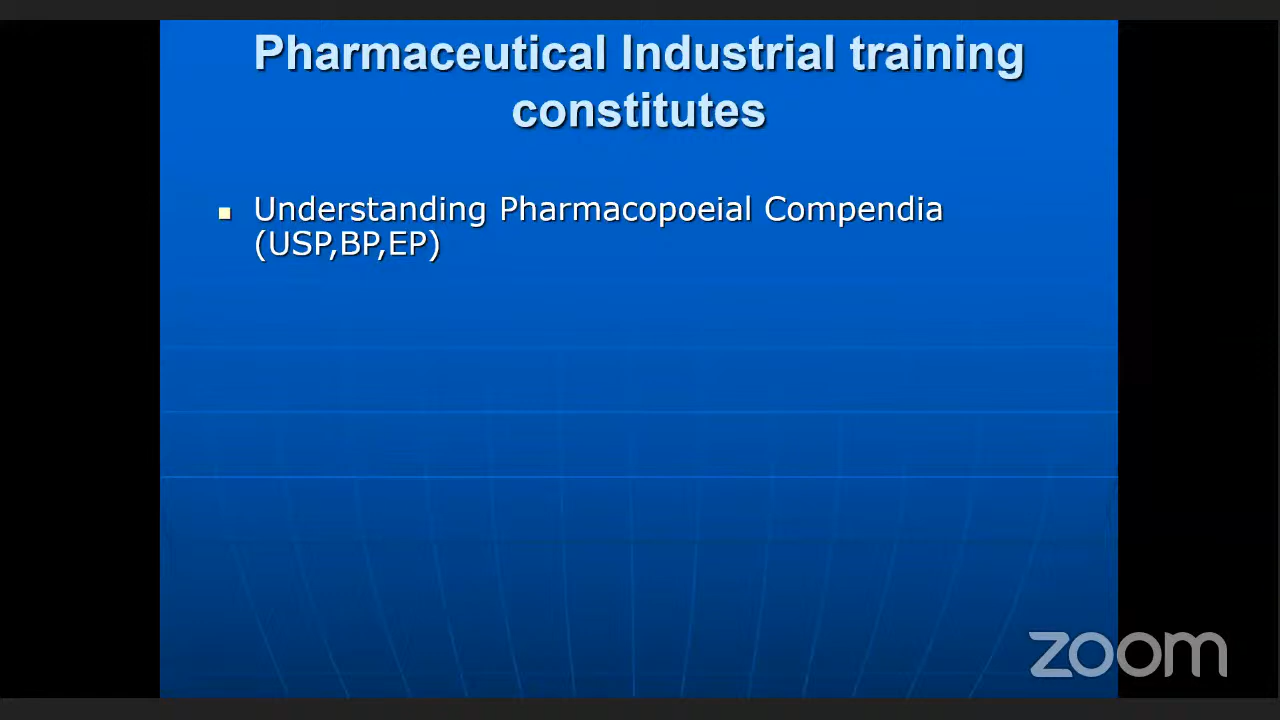 Pharmaceutical Industrial training
constitutes
Understanding Pharmacopoeial Compendia
(USP,BP,EP)
zoom